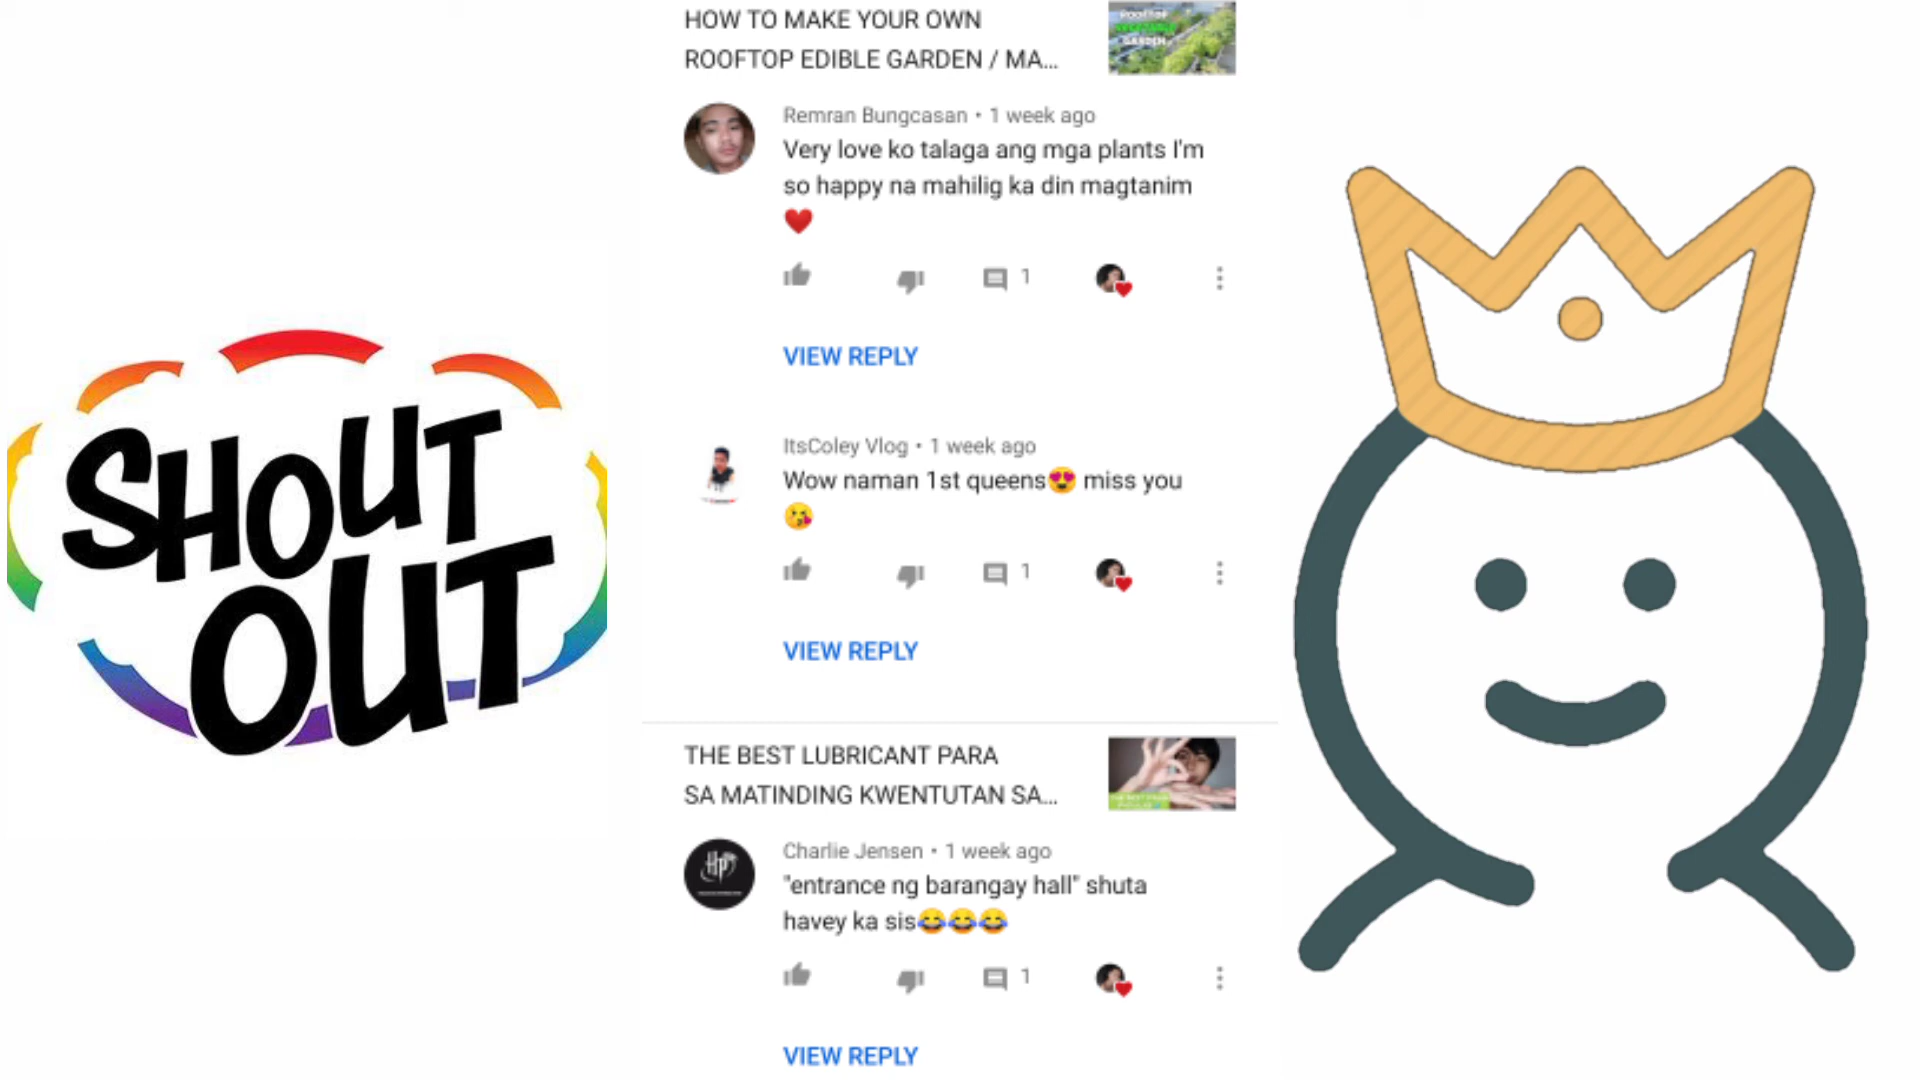 SHOUT
OUT
HOW TO MAKE YOUR OWN
ROOFTOP EDIBLE GARDEN / MA...
ROOFTOP
GARDEN
Remran Bungcasan • 1 week ago
Very love ko talaga ang mga plants I'm
so happy na mahilig ka din magtanim
❤️
1
VIEW REPLY
ItsColey Vlog • 1 week ago
Wow naman 1st queens😍 miss you
😘
1
VIEW REPLY
THE BEST LUBRICANT PARA
SA MATINDING KWENTUTAN SA...
HP
Charlie Jensen • 1 week ago
"entrance ng barangay hall" shuta
havey ka sis😂😂😂
1
VIEW REPLY